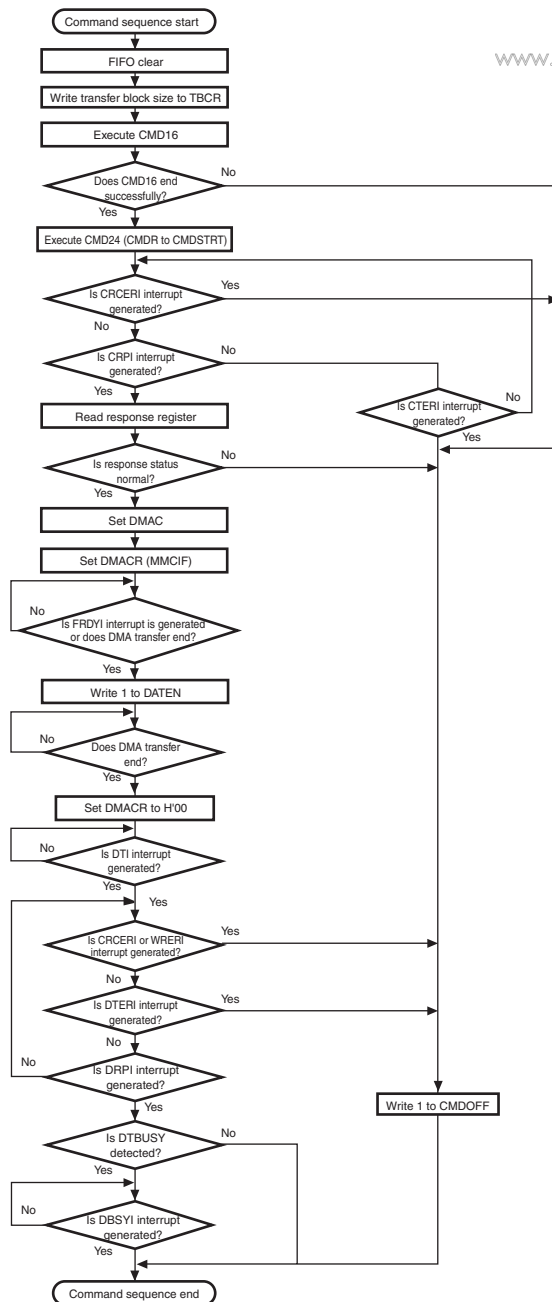 Command sequence start
www.
FIFO clear
Write transfer block size to TBCR
Execute CMD16
Does CMD16 end
successfully?
No
Yes
Execute CMD24 (CMDR to CMDSTRT)
Is CRCERI interrupt
generated?
Yes
No
Is CRPI interrupt
generated?
No
Yes
Is CTERI interrupt
generated?
No
Yes
Read response register
Is response status
normal?
No
Yes
Set DMAC
Set DMACR (MMCIF)
No
Is FRDYI interrupt is generated
or does DMA transfer end?
Yes
Write 1 to DATEN
No
Does DMA transfer
end?
Yes
Set DMACR to H'00
No
Is DTI interrupt
generated?
Yes
Yes
Is CRCERI or WRERI
interrupt generated?
Yes
No
Is DTERI interrupt
generated?
Yes
No
No
Is DRPI interrupt
generated?
Yes
Write 1 to CMDOFF
Is DTBUSY
detected?
No
Yes
No
Is DBSYI interrupt
generated?
Yes
Command sequence end